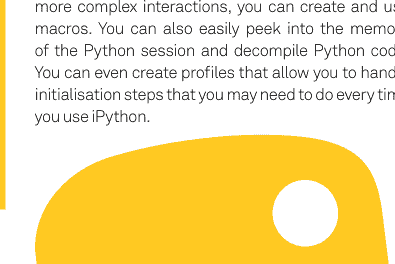 more complex interactions, you can create and us
macros. You can also easily peek into the memo
of the Python session and decompile Python cod
You can even create profiles that allow you to hand
initialisation steps that you may need to do every tim
you use iPython.